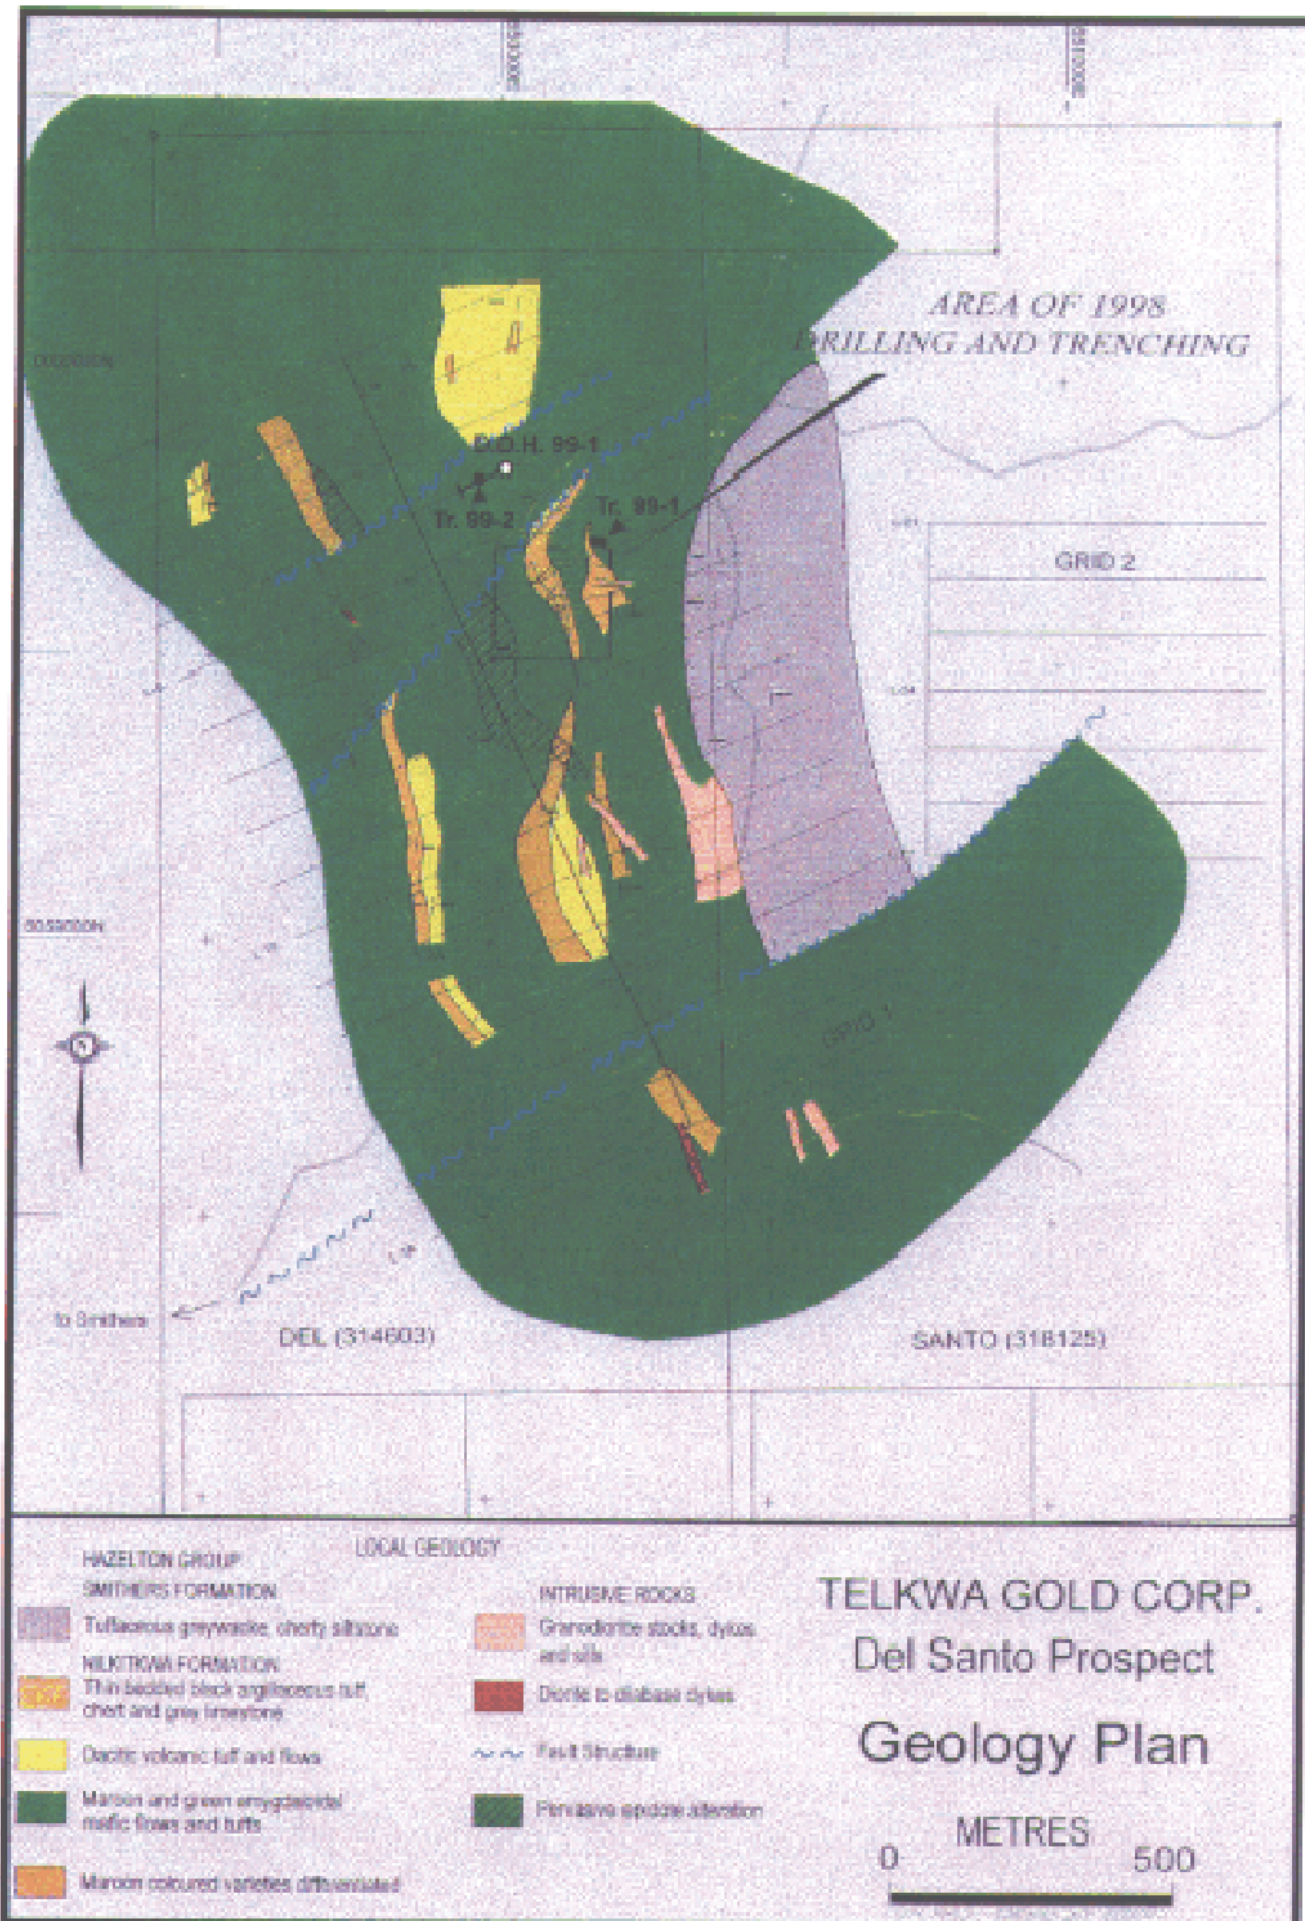 AREA OF 1998
DRILLING AND TRENCHING
D.D.H. 99-1
Tr. 99-2
Tr. 99-1
GRID 2
GRID 1
to Smithers
DEL (314603)
SANTO (318125)
LOCAL GEOLOGY
HAZELTON GROUP
SMITHERS FORMATION
Tuffaceous greywacke, cherty siltstone
NILKITKWA FORMATION
Thin bedded black argillaceous tuff,
chert and grey limestone
Dacitic volcanic tuff and flows
Maroon and green amygdaloidal
mafic flows and tuffs
Maroon coloured varieties differentiated
INTRUSIVE ROCKS
Granodiorite stocks, dykes
and sills
Diorite to diabase dykes
Fault Structure
Pervasive epidote alteration
TELKWA GOLD CORP.
Del Santo Prospect
Geology Plan
METRES
0 500